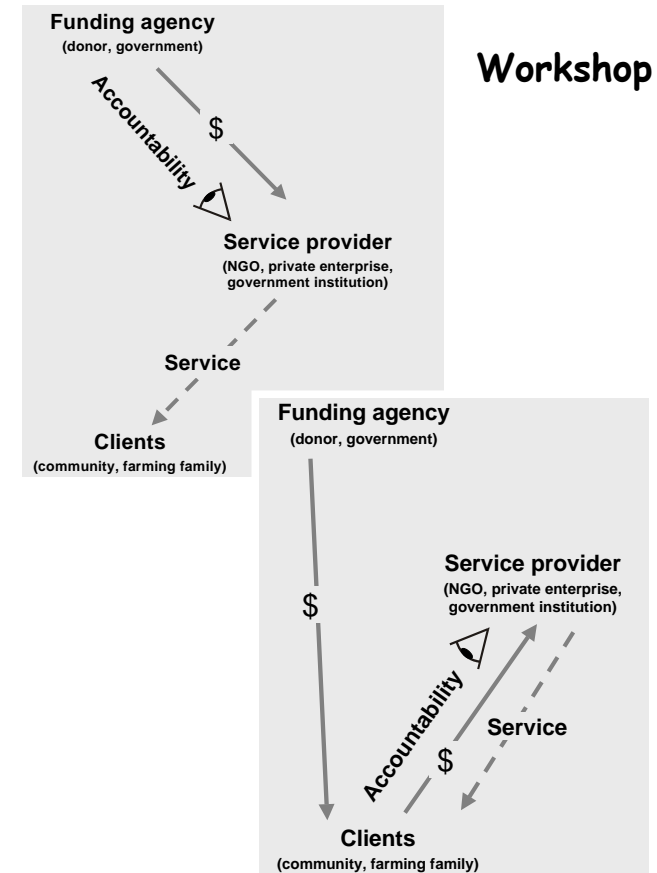 Funding agency
(donor, government)
Workshop
Accountability
$
Service provider
(NGO, private enterprise,
government institution)
Service
Clients
(community, farming family)
Funding agency
(donor, government)
Service provider
(NGO, private enterprise,
government institution)
$
Accountability
$
Service
Clients
(community, farming family)